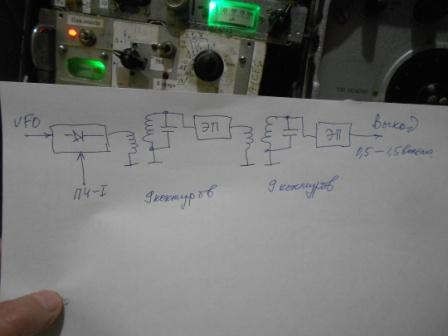 VFO
ЭП
ЭП
Выход
0,5-1,5 вольта
ПЧ-I
9 контуров
9 контуров